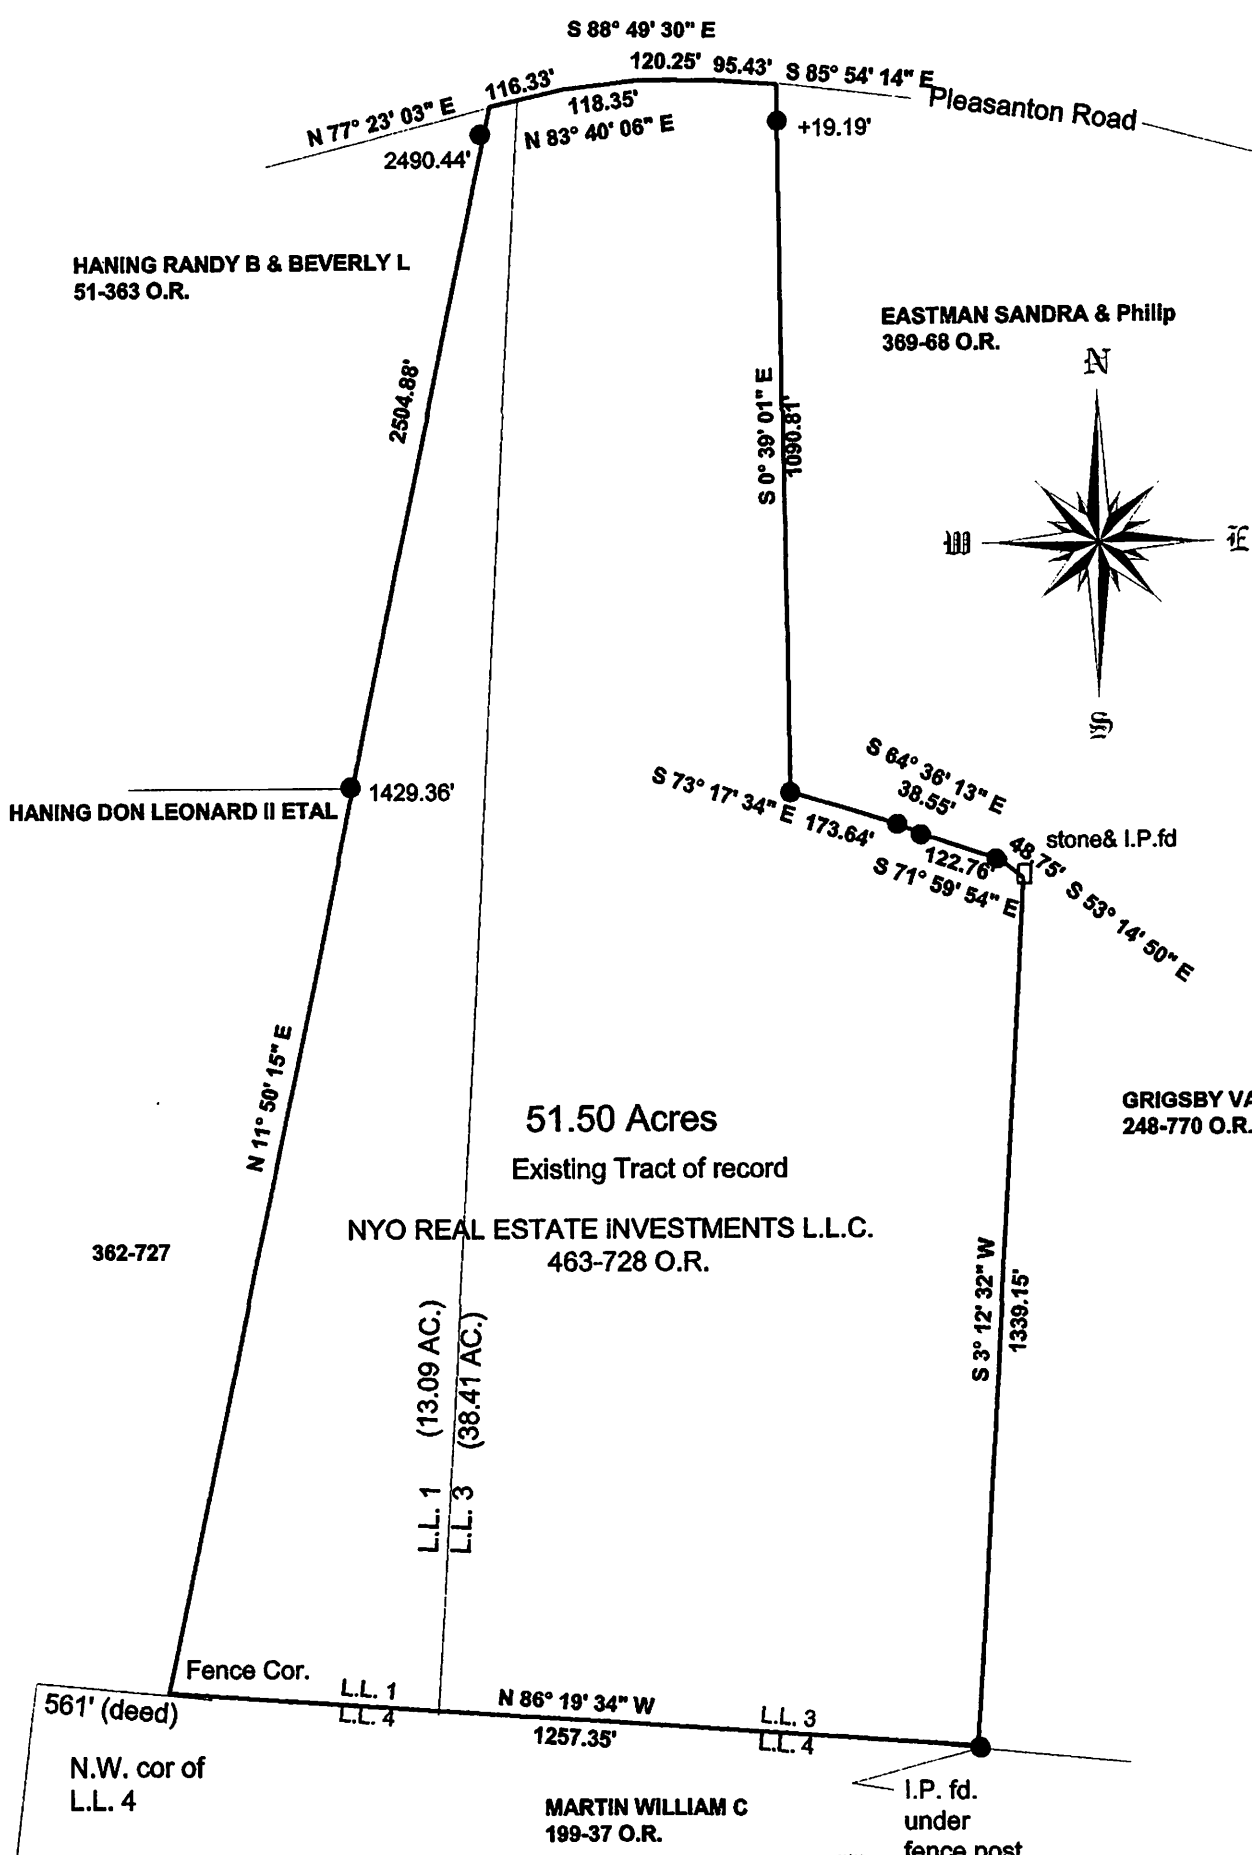 S 88° 49' 30" E
120.25' 95.43' S 85° 54' 14" E
116.33'
118.35'
Pleasanton Road
N 77° 23' 03" E
N 83° 40' 06" E
+19.19'
2490.44'
HANING RANDY B & BEVERLY L
51-363 O.R.
EASTMAN SANDRA & Philip
369-68 O.R.
N
2504.88'
S 0° 39' 01" E
1090.81'
W
E
S
S 64° 36' 13" E
38.55'
S 73° 17' 34" E 173.64'
1429.36'
HANING DON LEONARD II ETAL
stone& I.P.fd
48.75' S 53° 14' 50" E
122.76'
S 71° 59' 54" E
N 11° 50' 15" E
51.50 Acres
Existing Tract of record
GRIGSBY VA
248-770 O.R.
NYO REAL ESTATE INVESTMENTS L.L.C.
463-728 O.R.
362-727
S 3° 12' 32" W
1339.15'
L.L. 1 (13.09 AC.)
L.L. 3 (38.41 AC.)
Fence Cor.
561' (deed)
L.L. 1
L.L. 4
N 86° 19' 34" W
1257.35'
L.L. 3
L.L. 4
N.W. cor of
L.L. 4
MARTIN WILLIAM C
199-37 O.R.
I.P. fd.
under
fence post